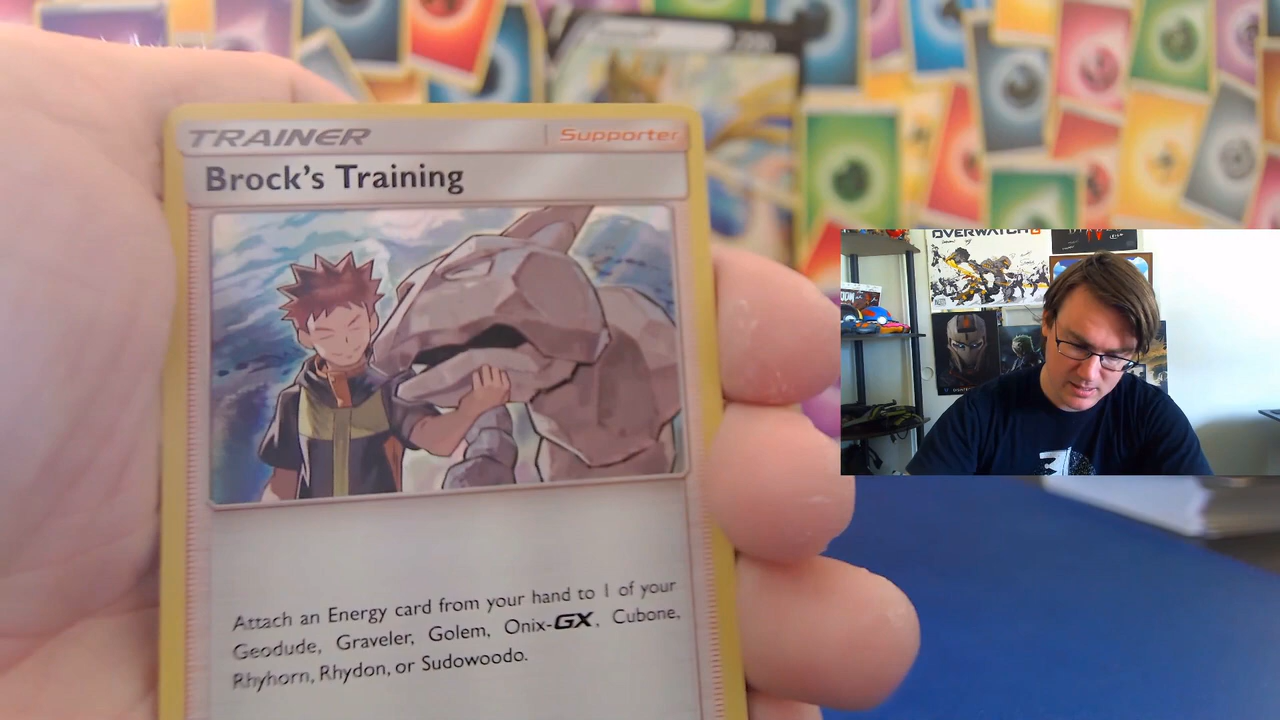 TRAINER
Supporter
Brock's Training
Attach an Energy card from your hand to 1 of your
Geodude, Graveler, Golem, Onix-GX, Cubone,
Rhyhorn, Rhydon, or Sudowoodo.
OVERWATCH